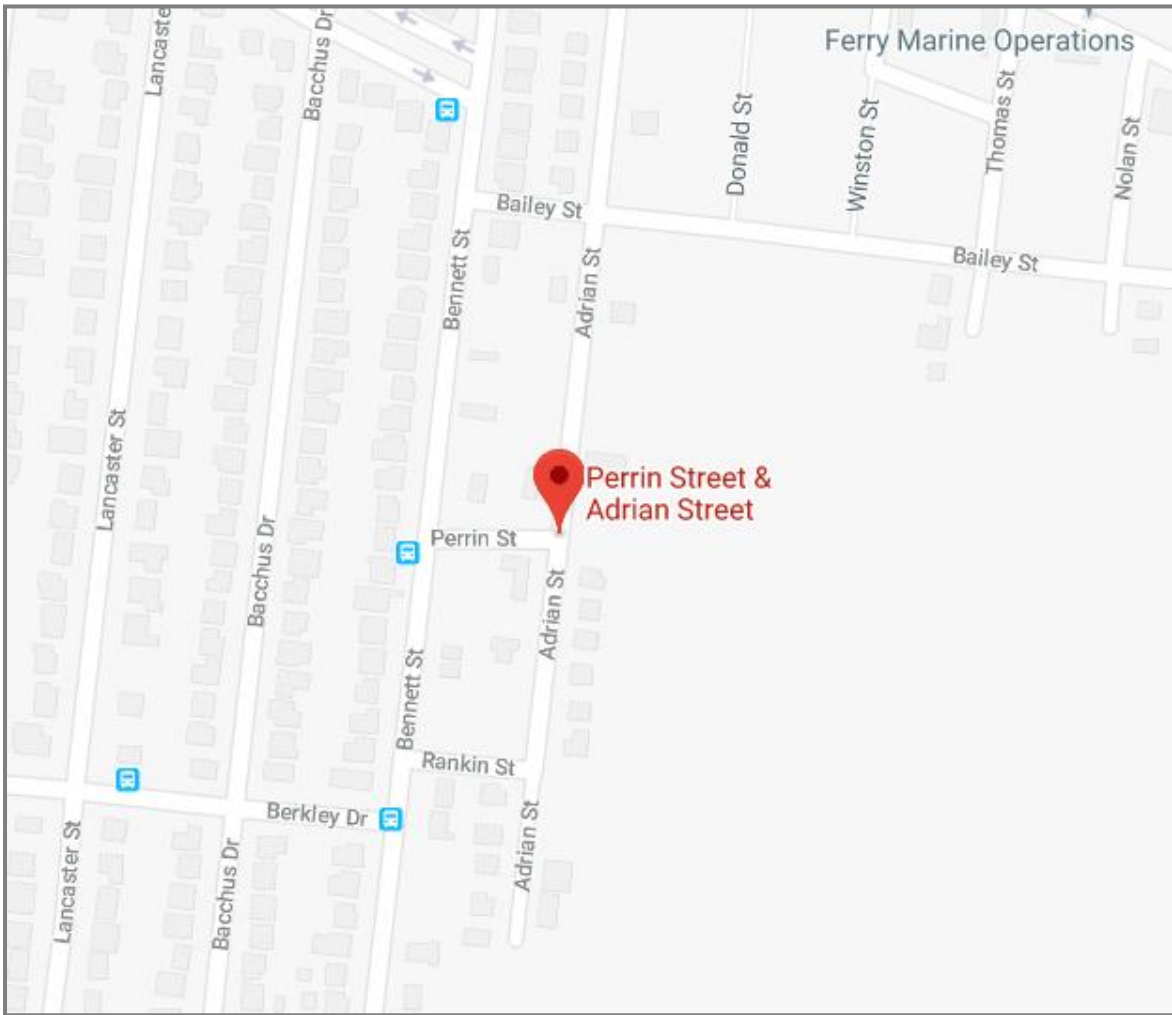 Lancaste
Bacchus Dr
Ferry Marine Operations
Thomas St
Donald St
Winston St
Nolan St
Bailey St
Bennett St
Adrian St
Bailey St
Lancaster St
Perrin Street &
Adrian Street
Perrin St
Bacchus Dr
Adrian St
Bennett St
Rankin St
Berkley Dr
Lancaster St
Bacchus Dr
Adrian St